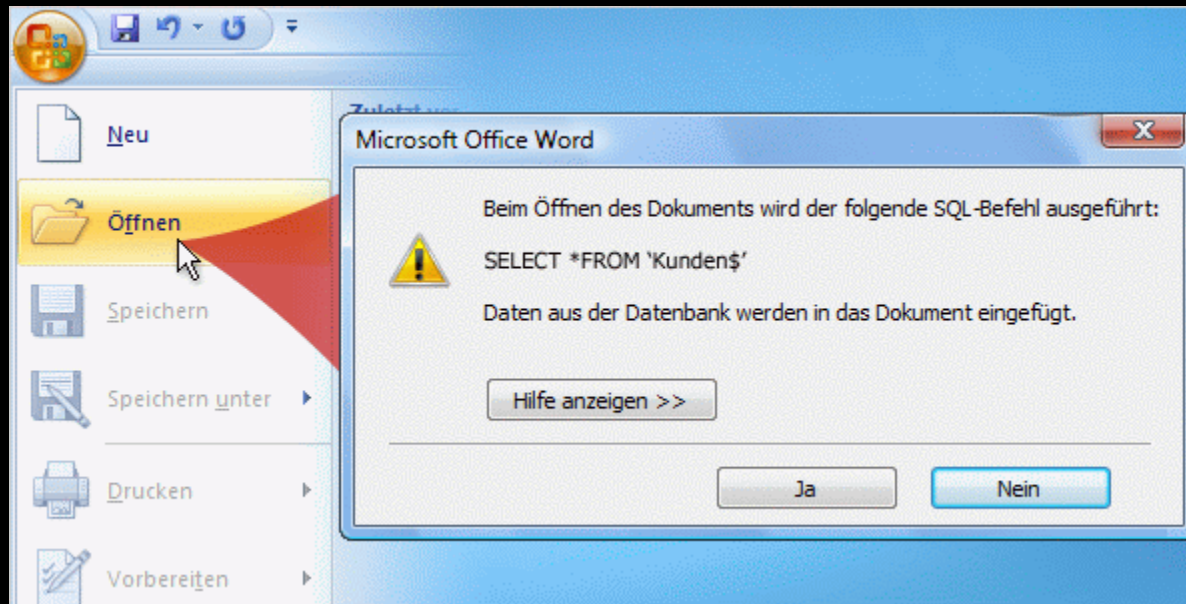 Neu
Öffnen
Speichern
Speichern unter
Drucken
Vorbereiten
Zuletzt
Microsoft Office Word
Beim Öffnen des Dokuments wird der folgende SQL-Befehl ausgeführt:
SELECT *FROM ‘Kunden$’
Daten aus der Datenbank werden in das Dokument eingefügt.
Hilfe anzeigen >>
Ja
Nein